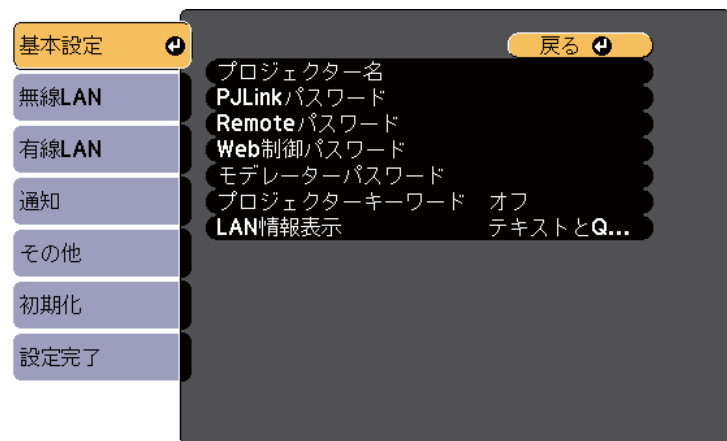 基本設定
無線LAN
有線LAN
通知
その他
初期化
設定完了
戻る
プロジェクター名
PJLinkパスワード
Remoteパスワード
Web制御パスワード
モデレーターパスワード
プロジェクターキーワード オフ
LAN情報表示 テキストとQ...